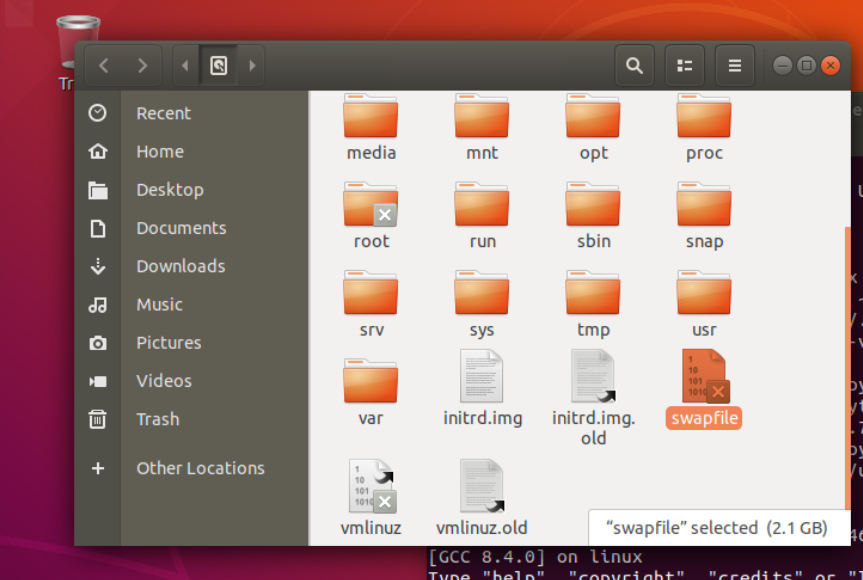 Tr
Recent
Home
Desktop
Documents
Downloads
Music
Pictures
Videos
Trash
Other Locations
media mnt opt proc
root run sbin snap
srv sys tmp usr
var initrd.img initrd.img. swapfile
old
vmlinuz vmlinuz.old
“swapfile” selected (2.1 GB)
[GCC 8.4.0] on linux
Type "help", "copyright", "credits" or "l